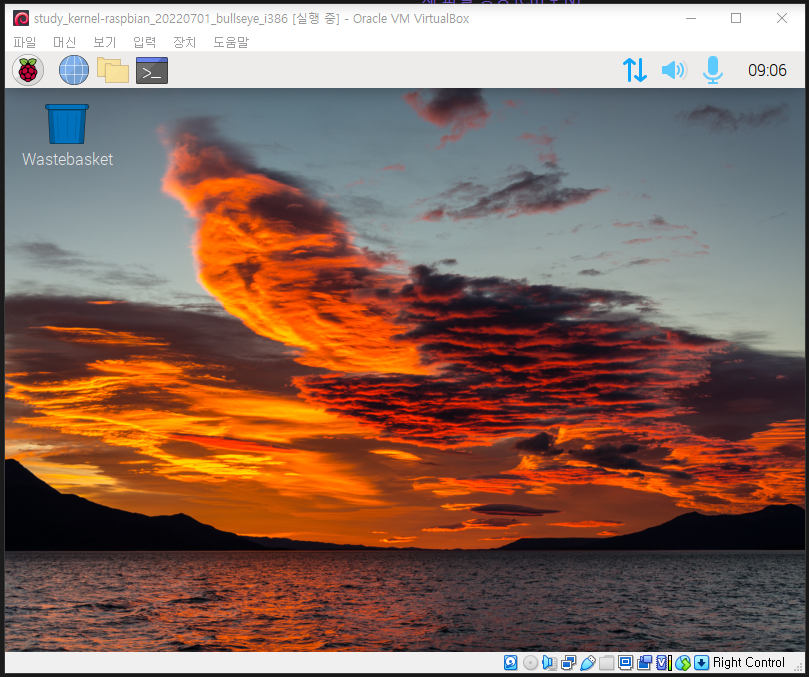 study_kernel-raspbian_20220701_bullseye_i386 [실행 중] - Oracle VM VirtualBox
파일 머신 보기 입력 장치 도움말
>_ 09:06
Wastebasket
Right Control